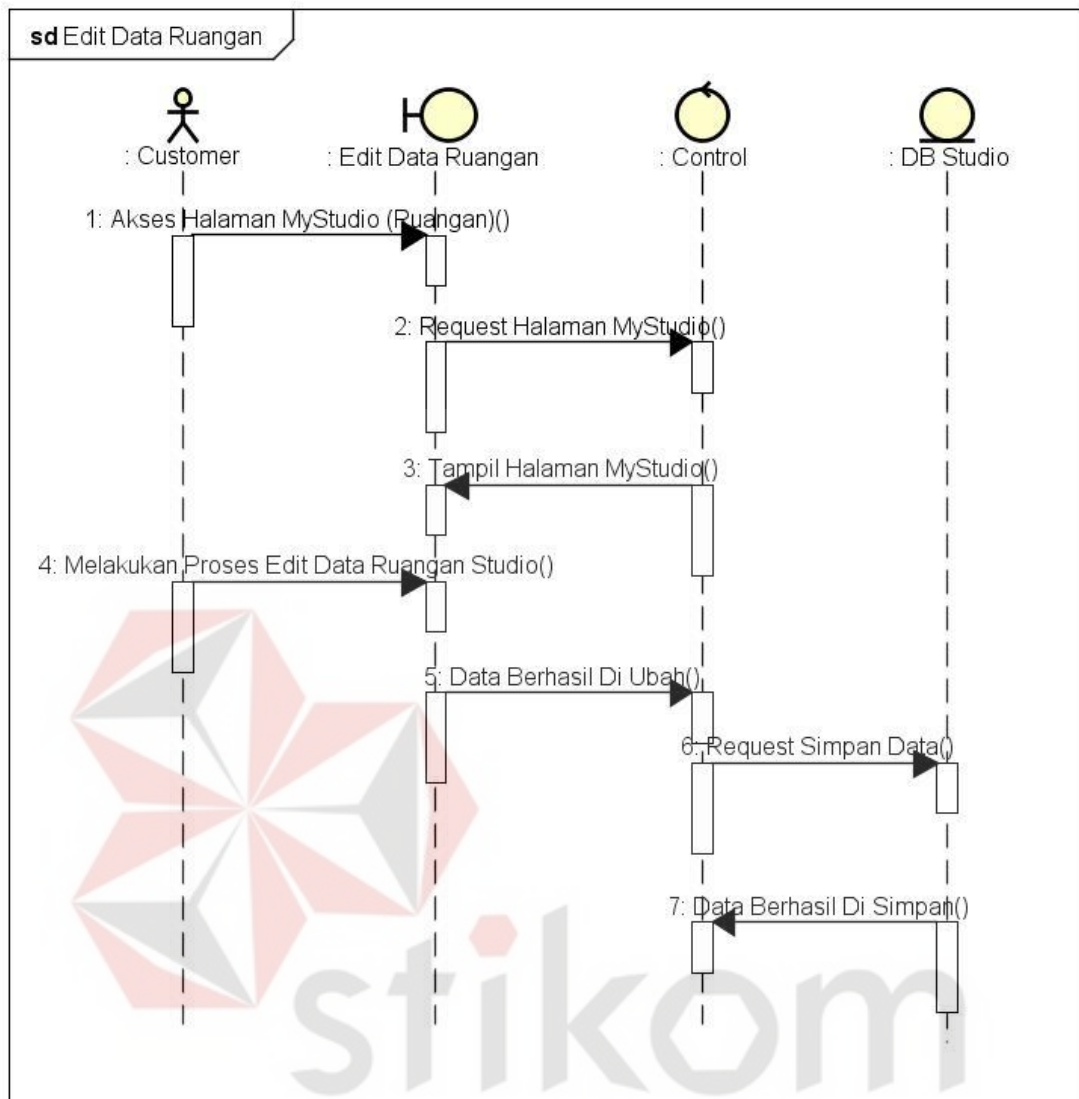 sd Edit Data Ruangan
: Customer
: Edit Data Ruangan
: Control
: DB Studio
1: Akses Halaman MyStudio (Ruangan)()
2: Request Halaman MyStudio()
3: Tampil Halaman MyStudio()
4: Melakukan Proses Edit Data Ruangan Studio()
5: Data Berhasil Di Ubah()
6: Request Simpan Data()
7: Data Berhasil Di Simpan()
stikom